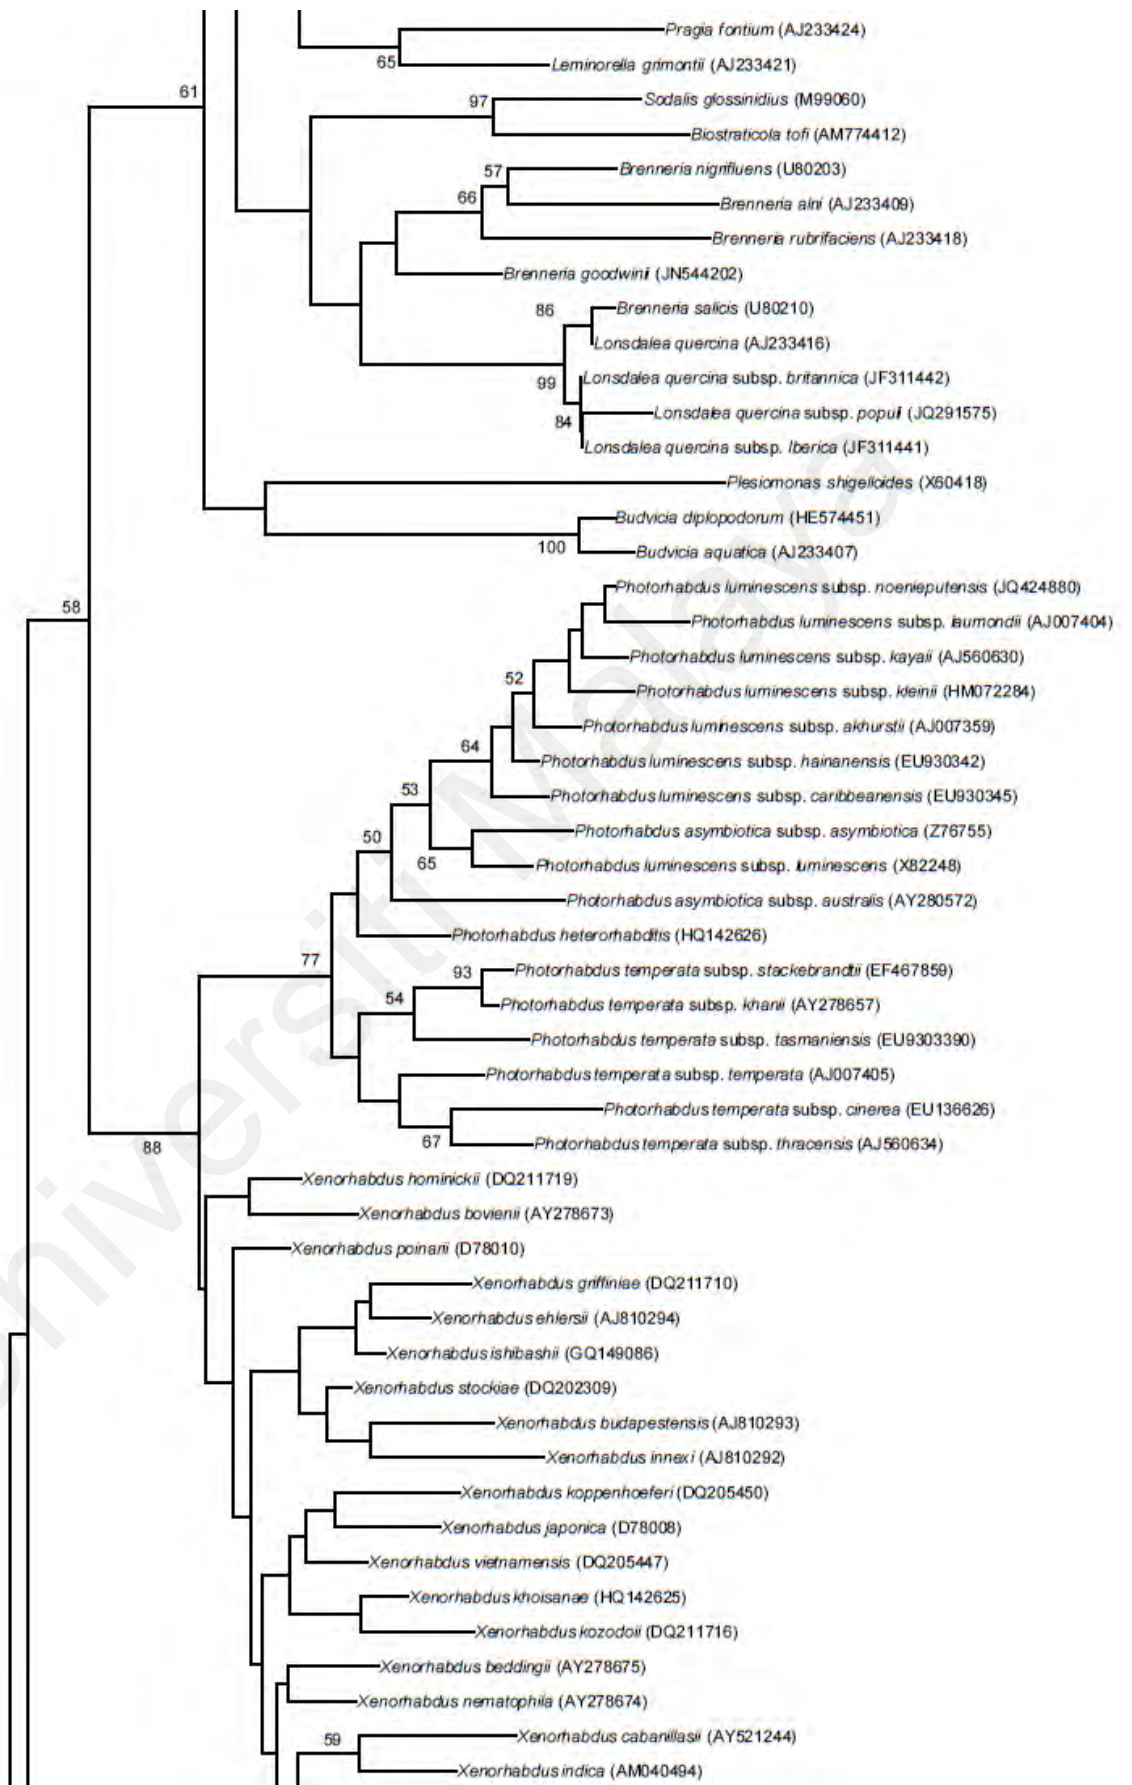 Pragia fontium (AJ233424)
65
Leminorella grimontii (AJ233421)
61
97
Sodalis glossinidius (M99060)
Biostraticola tofi (AM774412)
57
Brenneria nigrifluens (U80203)
66
Brenneria alni (AJ233409)
Brenneria rubrifaciens (AJ233418)
Brenneria goodwinii (JN544202)
86
Brenneria salicis (U80210)
Lonsdalea quercina (AJ233416)
99
Lonsdalea quercina subsp. britannica (JF311442)
84
Lonsdalea quercina subsp. populi (JQ291575)
Lonsdalea quercina subsp. Iberica (JF311441)
Plesiomonas shigelloides (X60418)
Budvicia diplopodorum (HE574451)
100
Budvicia aquatica (AJ233407)
58
Photorhabdus luminescens subsp. noenieputensis (JQ424880)
Photorhabdus luminescens subsp. laumondii (AJ007404)
Photorhabdus luminescens subsp. kayaii (AJ560630)
52
Photorhabdus luminescens subsp. kleinii (HM072284)
Photorhabdus luminescens subsp. akhurstii (AJ007359)
64
Photorhabdus luminescens subsp. hainanensis (EU930342)
53
Photorhabdus luminescens subsp. caribbeanensis (EU930345)
50
Photorhabdus asymbiotica subsp. asymbiotica (Z76755)
65
Photorhabdus luminescens subsp. luminescens (X82248)
Photorhabdus asymbiotica subsp. australis (AY280572)
Photorhabdus heterorhabditis (HQ142626)
77
93
Photorhabdus temperata subsp. stackebrandtii (EF467859)
54
Photorhabdus temperata subsp. khanii (AY278657)
Photorhabdus temperata subsp. tasmaniensis (EU9303390)
Photorhabdus temperata subsp. temperata (AJ007405)
Photorhabdus temperata subsp. cinerea (EU136626)
67
Photorhabdus temperata subsp. thracensis (AJ560634)
88
Xenorhabdus hominickii (DQ211719)
Xenorhabdus bovienii (AY278673)
Xenorhabdus poinarii (D78010)
Xenorhabdus griffiniae (DQ211710)
Xenorhabdus ehlersii (AJ810294)
Xenorhabdus ishibashii (GQ149086)
Xenorhabdus stockiae (DQ202309)
Xenorhabdus budapestensis (AJ810293)
Xenorhabdus innexi (AJ810292)
Xenorhabdus koppenhoeferi (DQ205450)
Xenorhabdus japonica (D78008)
Xenorhabdus vietnamensis (DQ205447)
Xenorhabdus khoisanae (HQ142625)
Xenorhabdus kozodoii (DQ211716)
Xenorhabdus beddingii (AY278675)
Xenorhabdus nematophila (AY278674)
59
Xenorhabdus cabanillasii (AY521244)
Xenorhabdus indica (AM040494)
Universiti Malaya